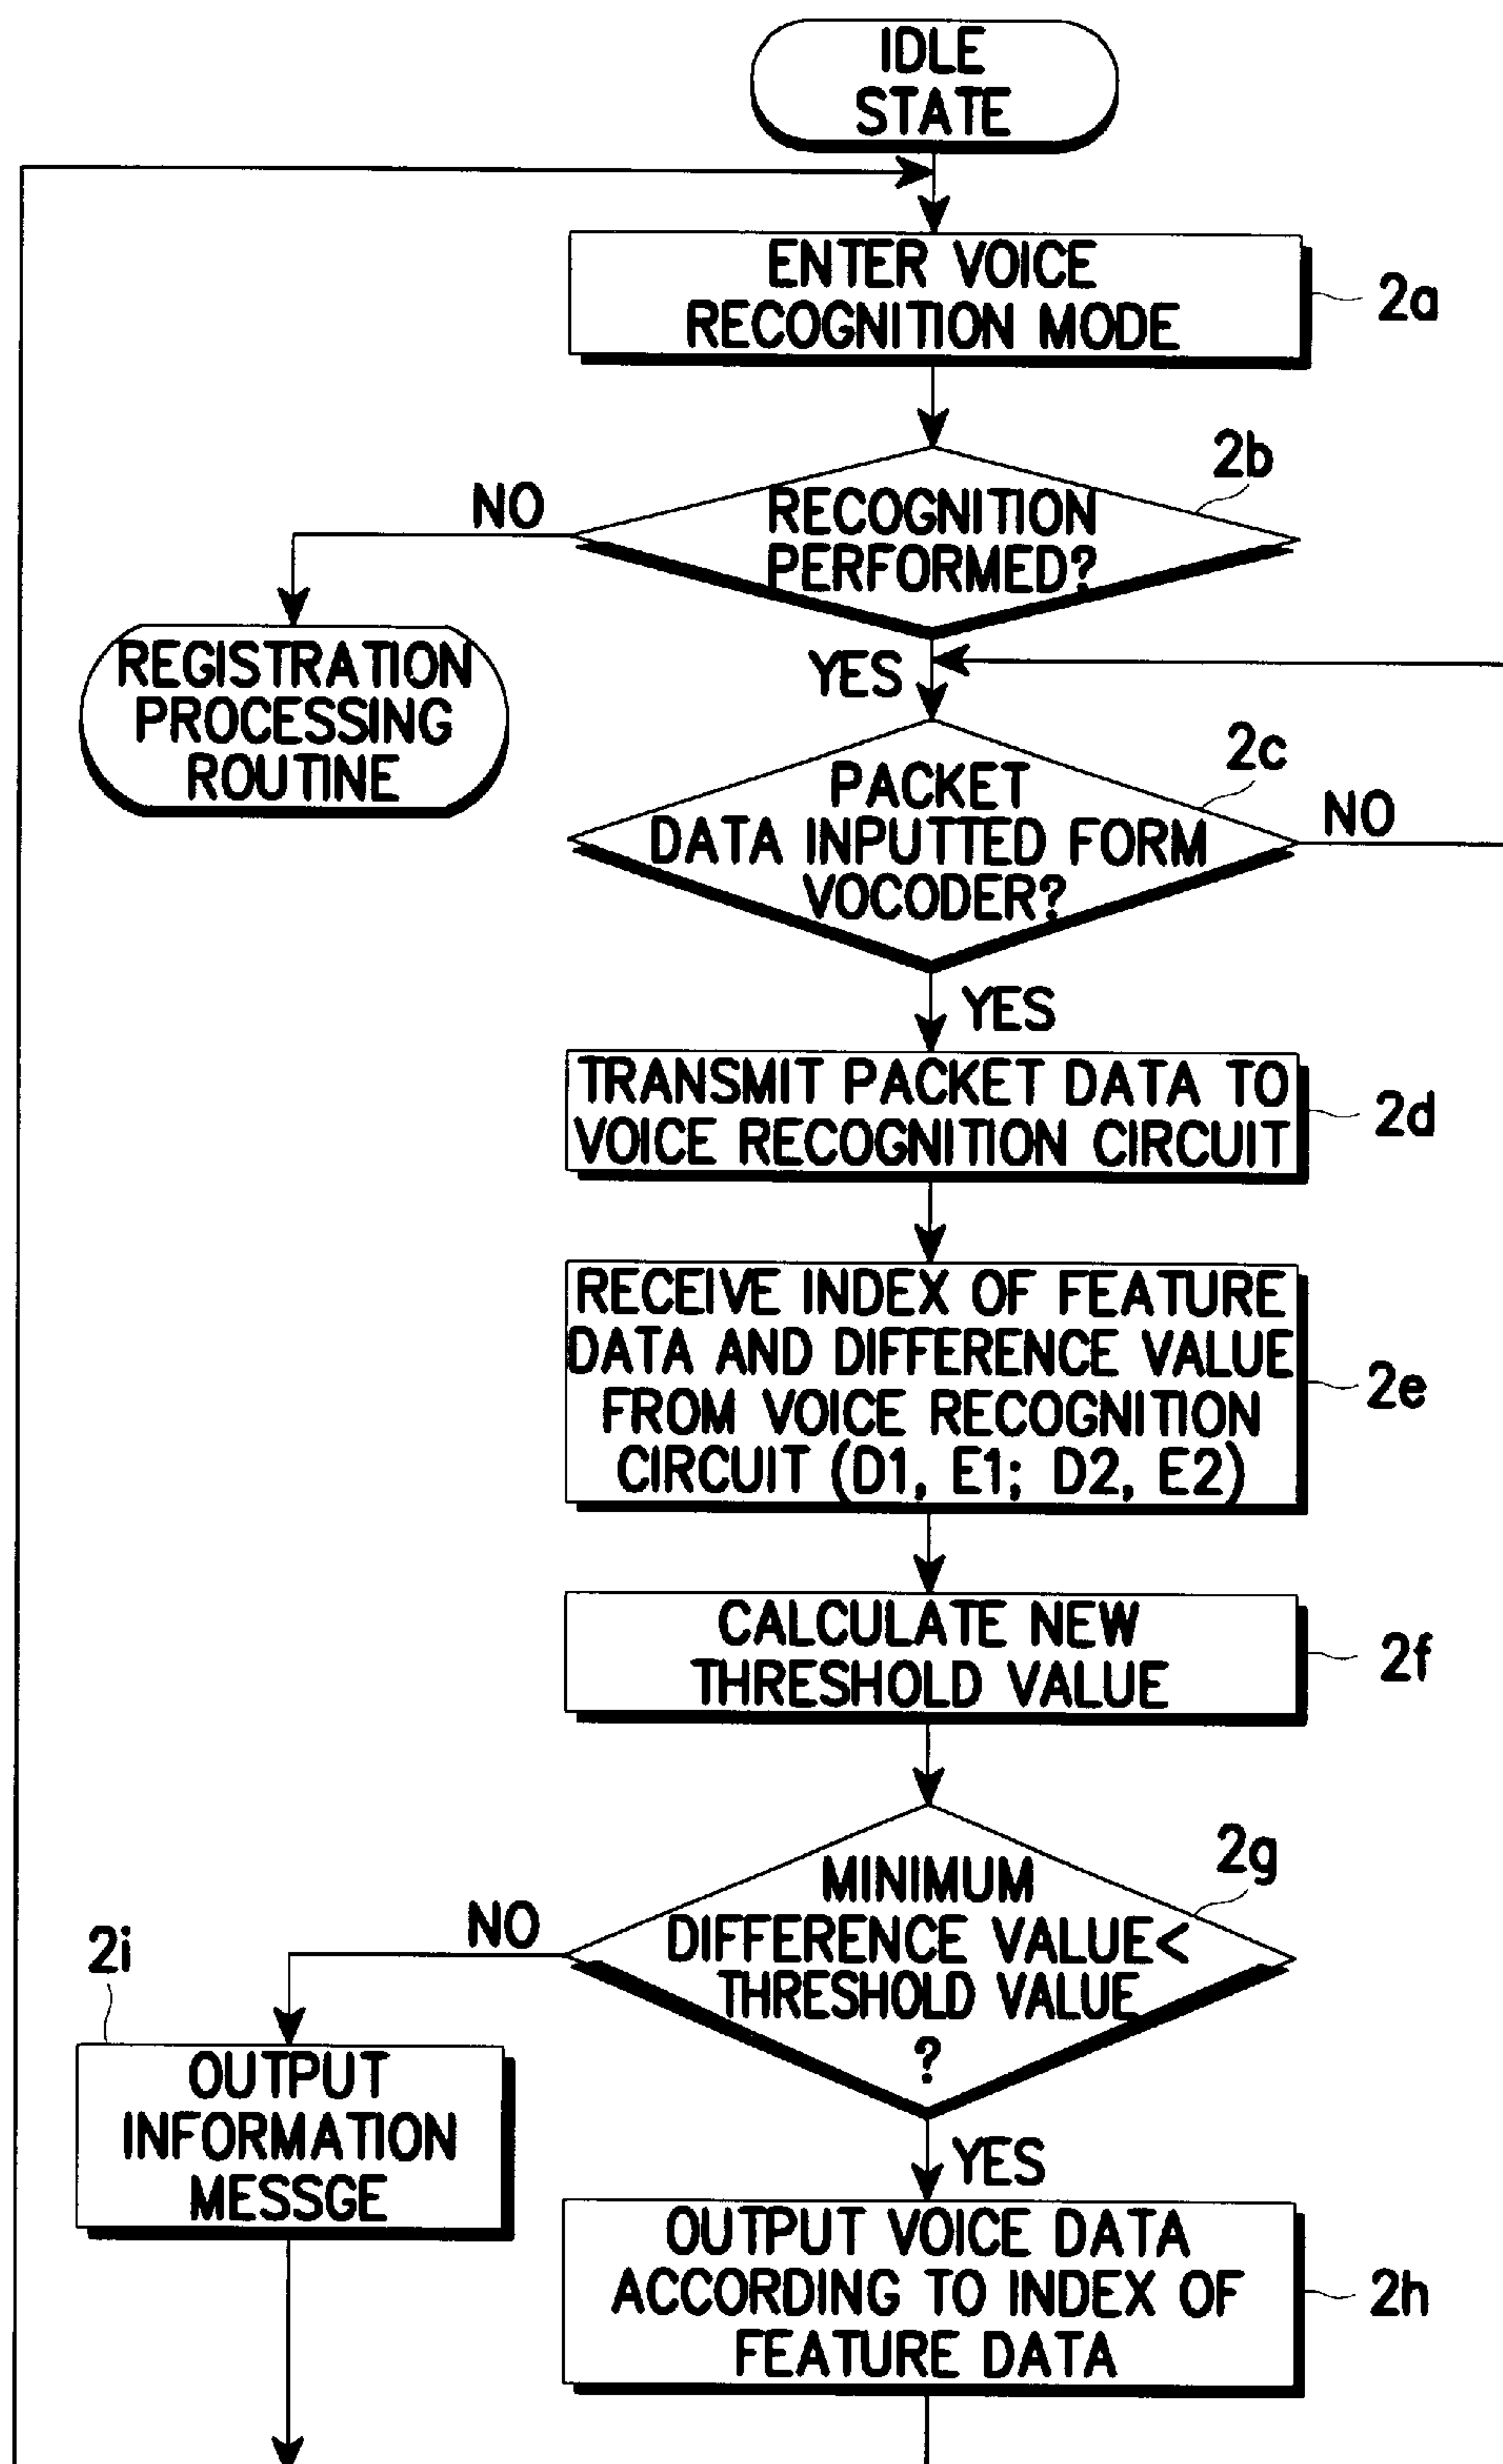 IDLE
STATE
ENTER VOICE
RECOGNITION MODE
2a
2b
NO
RECOGNITION
PERFORMED?
YES
REGISTRATION
PROCESSING
ROUTINE
2c
PACKET
DATA INPUTTED FORM
VOCODER?
NO
YES
TRANSMIT PACKET DATA TO
VOICE RECOGNITION CIRCUIT
2d
RECEIVE INDEX OF FEATURE
DATA AND DIFFERENCE VALUE
FROM VOICE RECOGNITION
CIRCUIT (D1, E1; D2, E2)
2e
CALCULATE NEW
THRESHOLD VALUE
2f
2g
MINIMUM
DIFFERENCE VALUE<
THRESHOLD VALUE
?
NO
2i
OUTPUT
INFORMATION
MESSGE
YES
OUTPUT VOICE DATA
ACCORDING TO INDEX OF
FEATURE DATA
2h